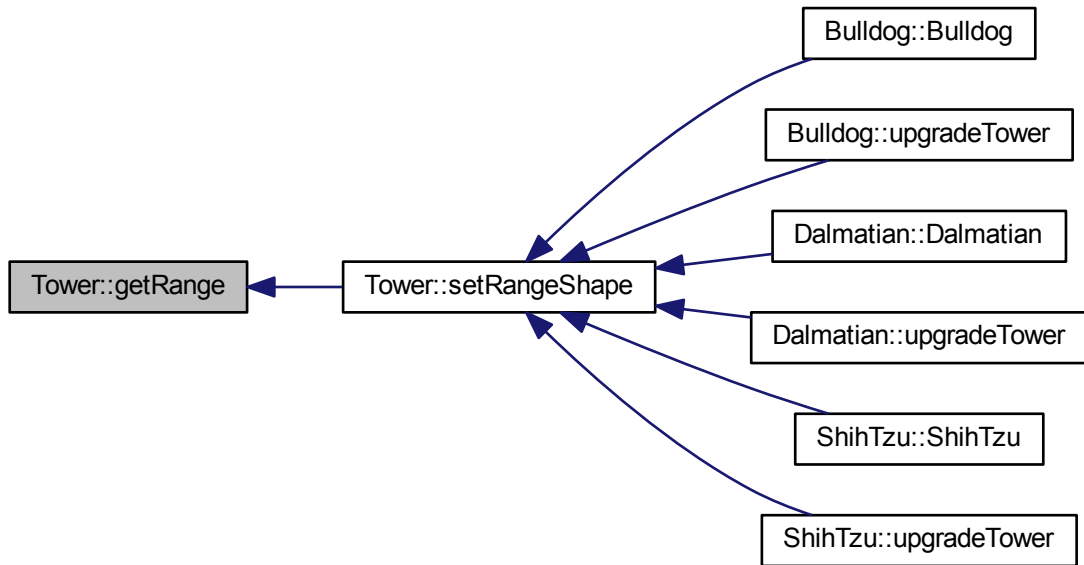 Bulldog::Bulldog
Bulldog::upgradeTower
Dalmatian::Dalmatian
Tower::getRange
Tower::setRangeShape
Dalmatian::upgradeTower
ShihTzu::ShihTzu
ShihTzu::upgradeTower